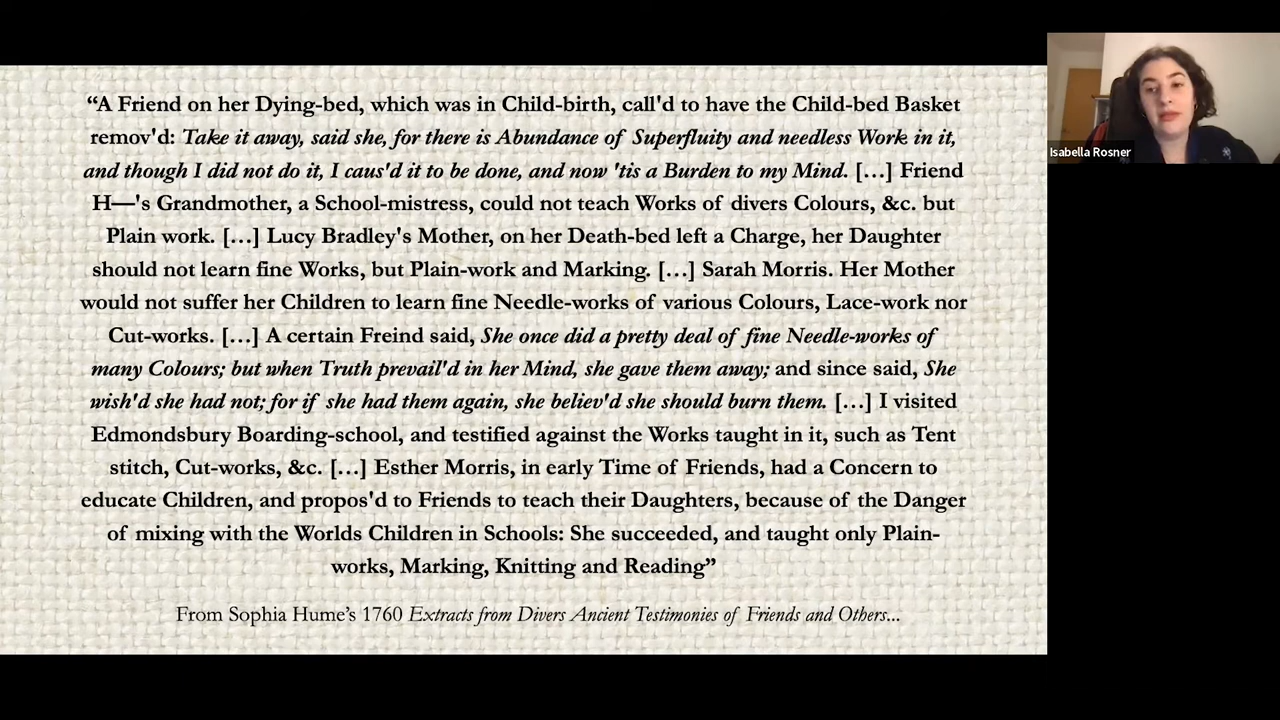 “A Friend on her Dying-bed, which was in Child-birth, call'd to have the Child-bed Basket
remov'd: Take it away, said she, for there is Abundance of Superfluity and needless Work in it,
and though I did not do it, I caus'd it to be done, and now 'tis a Burden to my Mind. […] Friend
H—'s Grandmother, a School-mistress, could not teach Works of divers Colours, &c. but
Plain work. […] Lucy Bradley's Mother, on her Death-bed left a Charge, her Daughter
should not learn fine Works, but Plain-work and Marking. […] Sarah Morris. Her Mother
would not suffer her Children to learn fine Needle-works of various Colours, Lace-work nor
Cut-works. […] A certain Freind said, She once did a pretty deal of fine Needle-works of
many Colours; but when Truth prevail'd in her Mind, she gave them away; and since said, She
wish'd she had not; for if she had them again, she believ'd she should burn them. […] I visited
Edmondsbury Boarding-school, and testified against the Works taught in it, such as Tent
stitch, Cut-works, &c. […] Esther Morris, in early Time of Friends, had a Concern to
educate Children, and propos'd to Friends to teach their Daughters, because of the Danger
of mixing with the Worlds Children in Schools: She succeeded, and taught only Plain-
works, Marking, Knitting and Reading”
From Sophia Hume’s 1760 Extracts from Divers Ancient Testimonies of Friends and Others...
Isabella Rosner